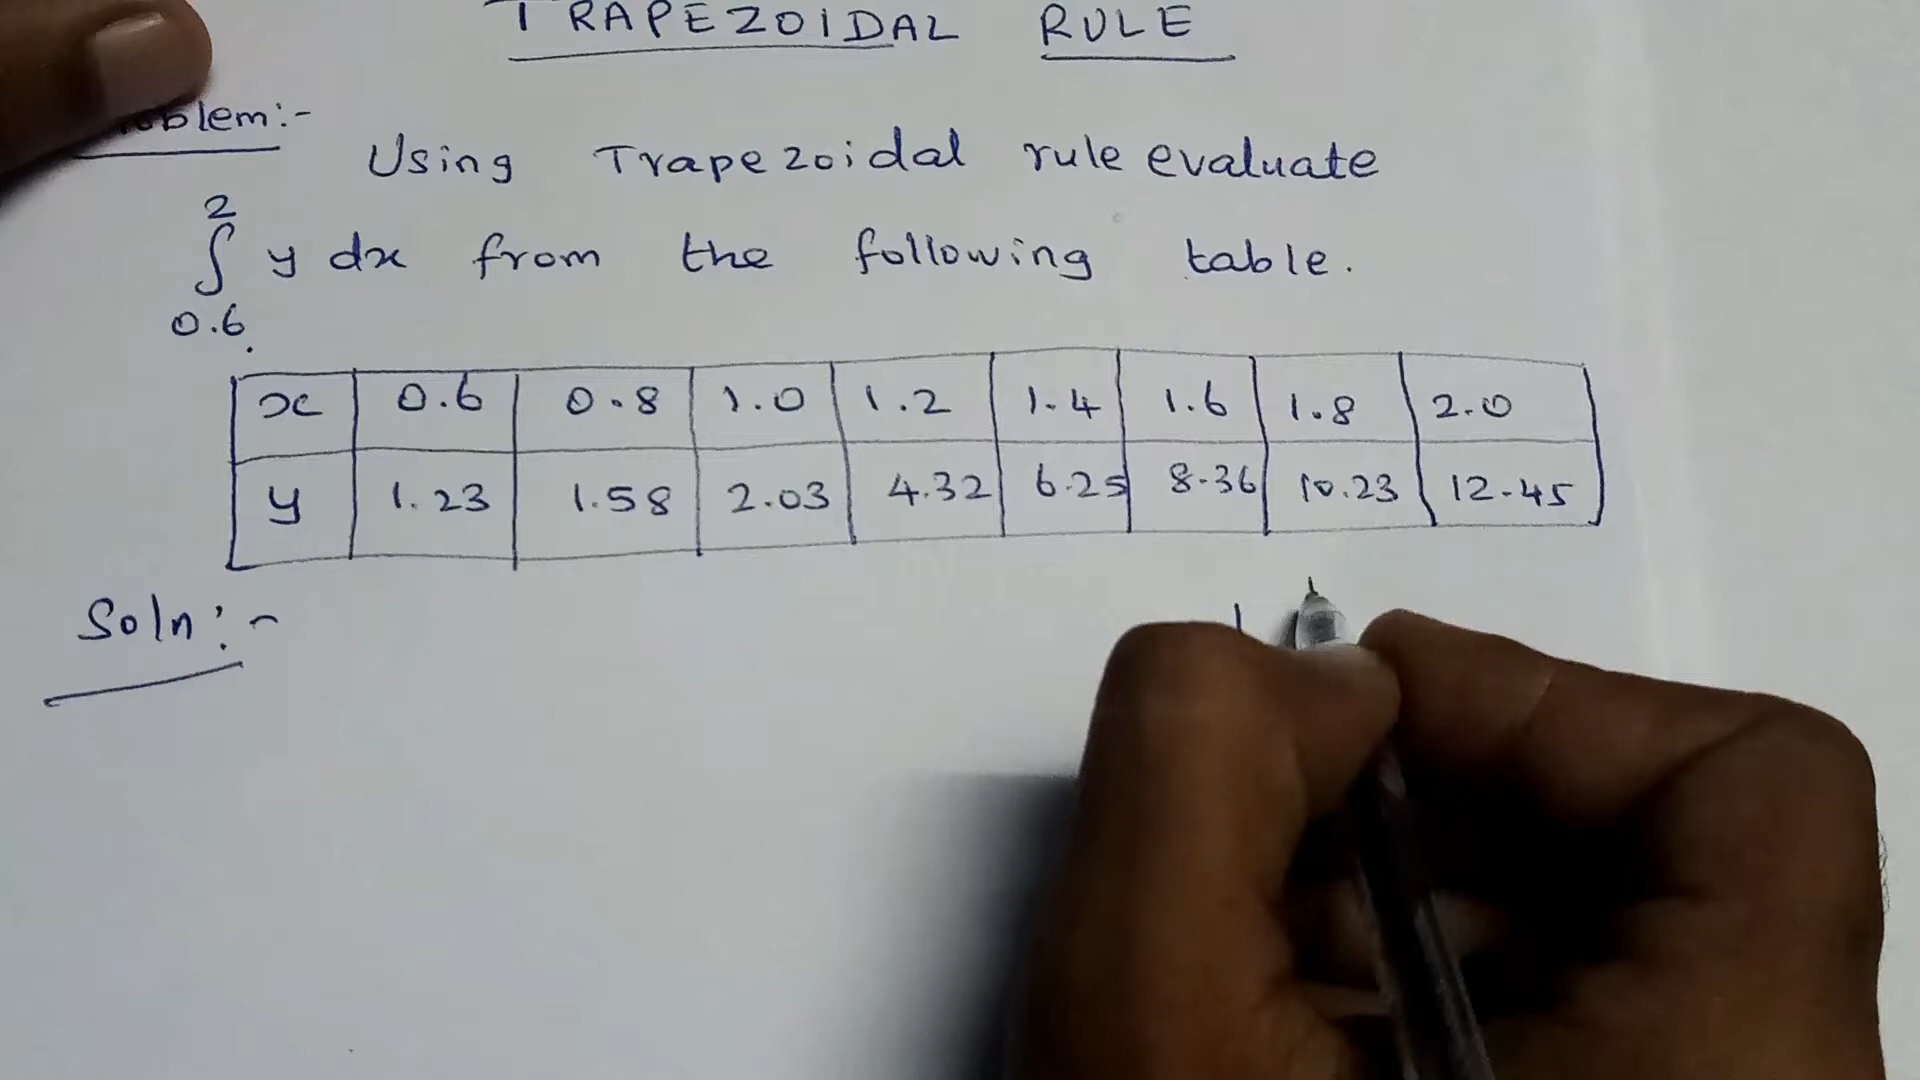 TRAPEZOIDAL RULE
Using Trapezoidal rule evaluate
∫ 0.6 2 y dx from the following table.
x 0.6 0.8 1.0 1.2 1.4 1.6 1.8 2.0
y 1.23 1.58 2.03 4.32 6.25 8.36 10.23 12.45
Soln:-